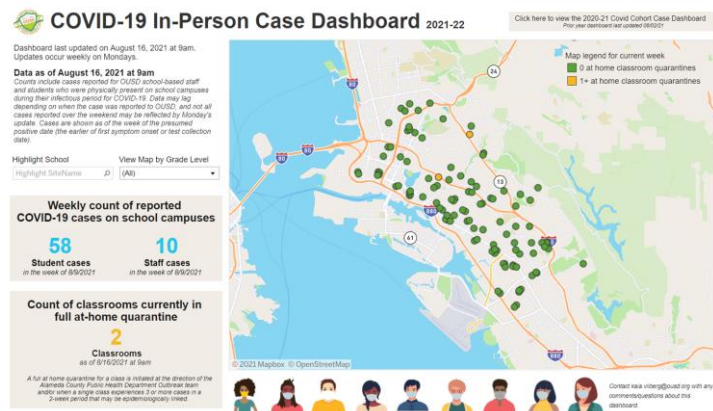 COVID-19 In-Person Case Dashboard 2021-22
Click here to view the 2020-21 Covid Cohort Case Dashboard
Prior year dashboard last updated
Dashboard last updated on August 16, 2021 at 9am.
Updates occur weekly on Mondays.
Data as of August 16, 2021 at 9am
Counts include cases reported for OUSD school-based staff
and students who were physically present on school campuses
during their infectious period for COVID-19. Data may lag
depending on when the case was reported to OUSD, and not all
cases reported over the weekend may be reflected by Monday's
update. Cases are shown as of the week of the presumed
positive date (the earlier of first symptom onset or test collection
date).
Highlight School
Highlight SiteName
View Map by Grade Level
(All)
Weekly count of reported
COVID-19 cases on school campuses
58
Student cases
in the week of 8/9/2021
10
Staff cases
in the week of 8/9/2021
Count of classrooms currently in
full at-home quarantine
2
Classrooms
as of 8/16/2021 at 9am
A full at home quarantine for a class is initiated at the direction of the
Alameda County Public Health Department Outbreak team
and/or when a single class experiences 3 or more cases in a
2-week period that may be epidemiologically linked.
Map legend for current week
0 at home classroom quarantines
1+ at home classroom quarantines
24
80
80
80
13
880
61
880
580
© 2021 Mapbox © OpenStreetMap
Contact with any
comments/questions about this
dashboard